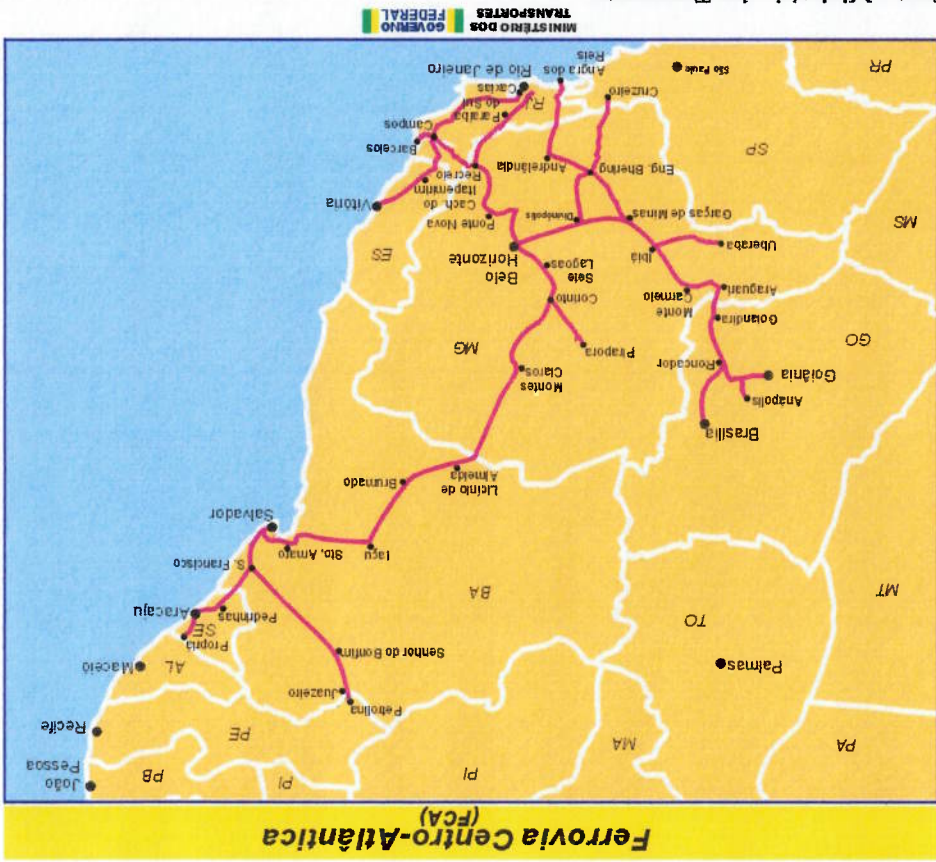 Ferrovia Centro-Atlântica
(FCA)
PA
MA
PI
PI
PB
João
Pessoa
PE
Recife
Petrolina
Juazeiro
Palmas
TO
Senhor do Bonfim
AL
Maceió
Propria
SE
Pedrinhas
Aracaju
MT
BA
S. Francisco
Iaçu
Sto. Amaro
Salvador
Licínio de
Almeida
Brumado
Brasília
Anápolis
Goiânia
Roncador
Montes
Claros
GO
Goiandira
Pirapora
MG
Araguari
Monte
Carmelo
Corinto
Sete
Lagoas
Uberaba
Ibiá
Belo
Horizonte
ES
MS
Gargas de Minas
Divinópolis
Ponte Nova
Vitória
Cach. do
Itapemirim
SP
Eng. Bhering
Andrelândia
Recreio
Barcelos
Campos
Paraíba
do Sul
RJ
Caxias
Rio de Janeiro
Cruzeiro
Angra dos
Reis
São Paulo
PR
MINISTÉRIO DOS
TRANSPORTES
GOVERNO
FEDERAL